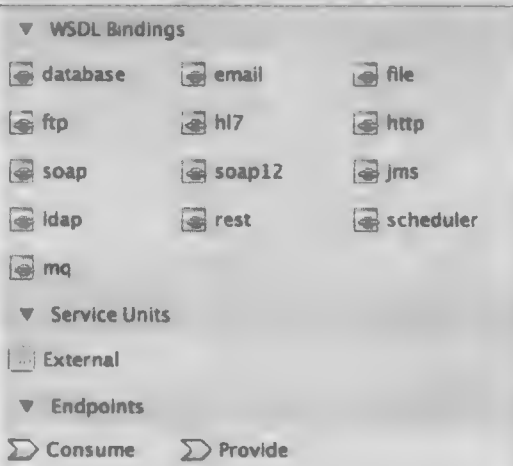 WSDL Bindings
database email file
ftp hl7 http
soap soap12 jms
ldap rest scheduler
mq
Service Units
External
Endpoints
Consume Provide